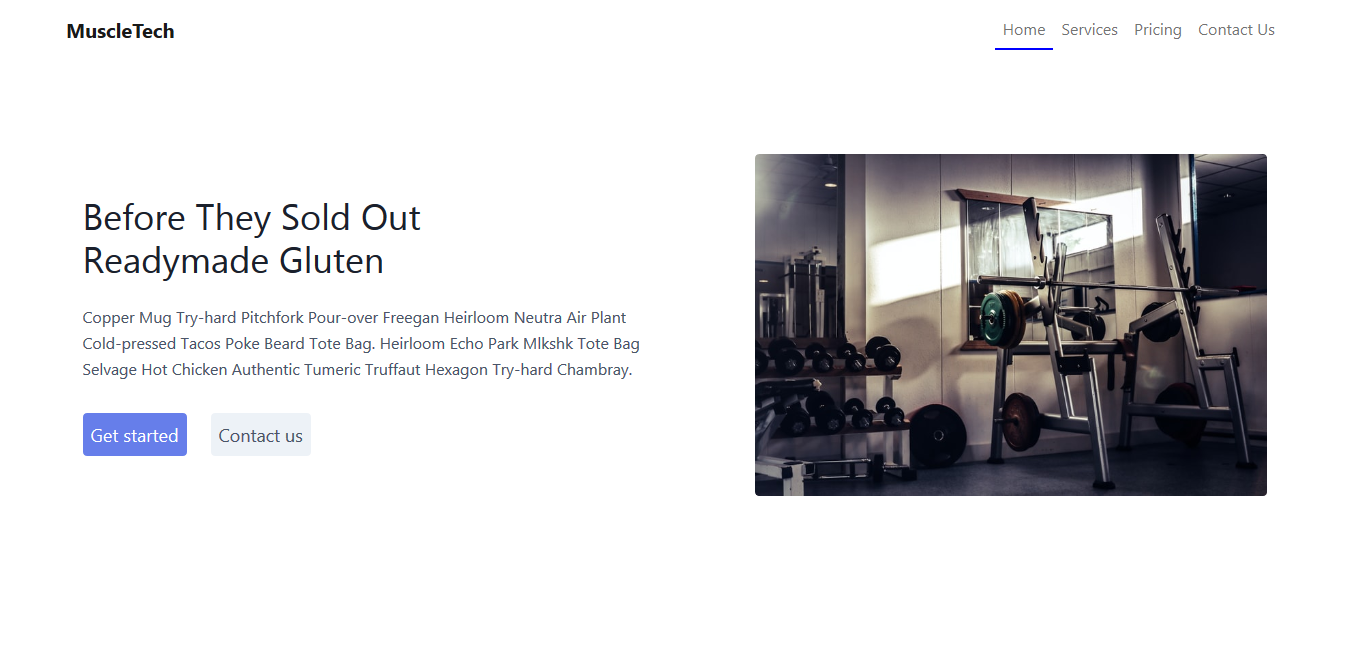 MuscleTech
Home Services Pricing Contact Us
Before They Sold Out
Readymade Gluten
Copper Mug Try-hard Pitchfork Pour-over Freegan Heirloom Neutra Air Plant
Cold-pressed Tacos Poke Beard Tote Bag. Heirloom Echo Park Mlkshk Tote Bag
Selvage Hot Chicken Authentic Tumeric Truffaut Hexagon Try-hard Chambray.
Get started Contact us